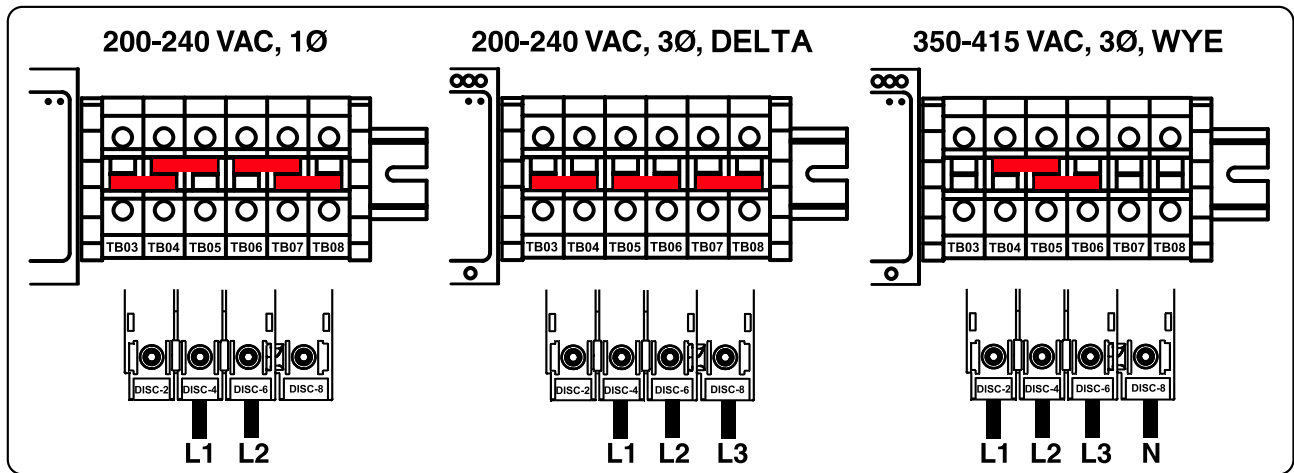 200-240 VAC, 1Ø
TB03 TB04 TB05 TB06 TB07 TB08
DISC-2 DISC-4 DISC-6 DISC-8
L1 L2
200-240 VAC, 3Ø, DELTA
TB03 TB04 TB05 TB06 TB07 TB08
DISC-2 DISC-4 DISC-6 DISC-8
L1 L2 L3
350-415 VAC, 3Ø, WYE
TB03 TB04 TB05 TB06 TB07 TB08
DISC-2 DISC-4 DISC-6 DISC-8
L1 L2 L3 N